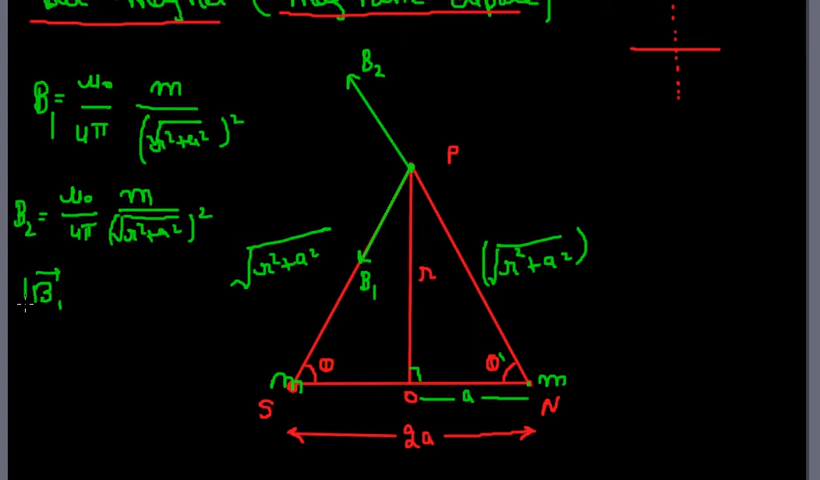 B₁ = μ₀/4π m/(√r²+a²)²
B₂ = μ₀/4π m/(√r²+a²)²
|B⃗₁
B₂
P
√r²+a²
(√r²+a²)
B₁
r
θ
θ'
m
m
S
O
a
N
2a